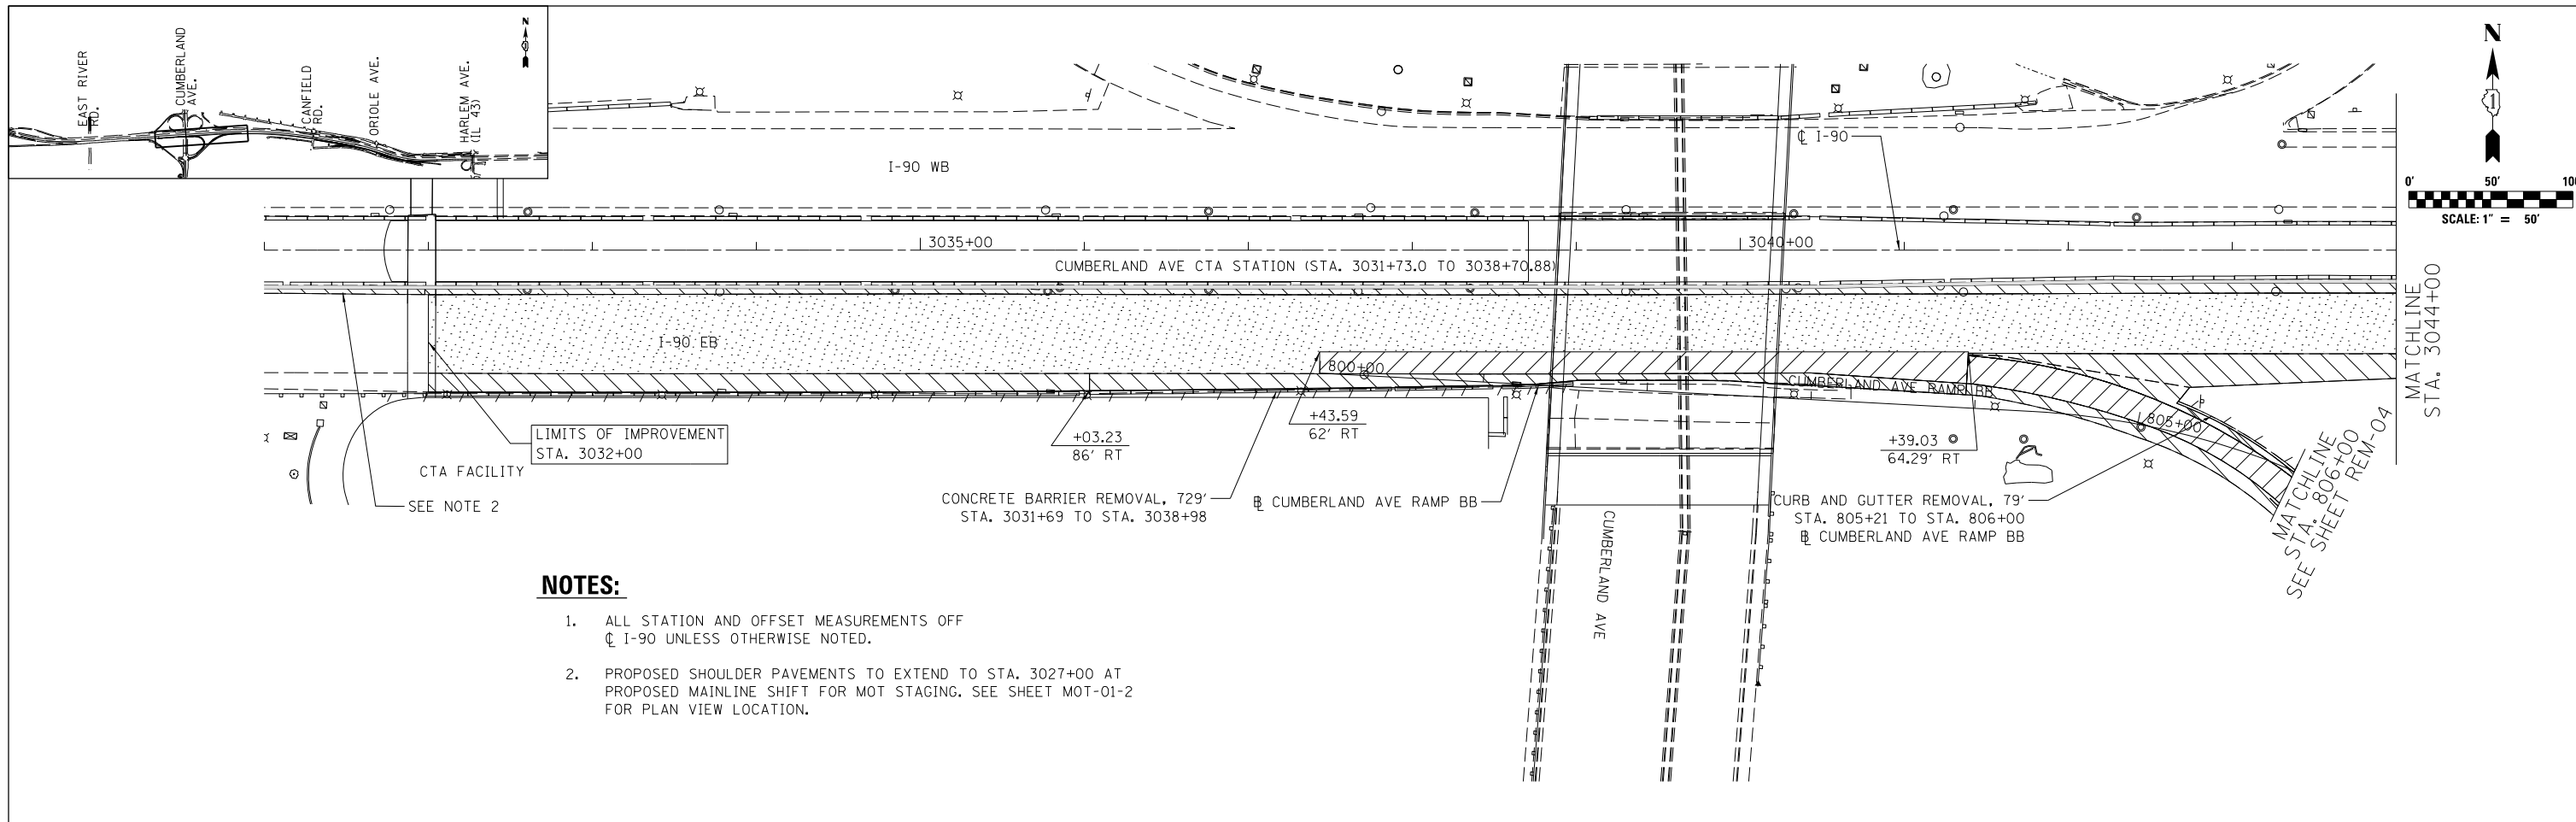 EAST RIVER
RD.
CUMBERLAND
AVE.
CANFIELD
RD.
ORIOLE AVE.
HARLEM AVE.
(IL 43)
N
N
1
0'
50'
SCALE: 1" = 50'
I-90 WB
℄ I-90
3035+00
3040+00
CUMBERLAND AVE CTA STATION (STA. 3031+73.0 TO 3038+70.88)
MATCHLINE
STA. 3044+00
I-90 EB
800+00
CUMBERLAND AVE RAMP BB
805+00
LIMITS OF IMPROVEMENT
STA. 3032+00
CTA FACILITY
SEE NOTE 2
+03.23
86' RT
+43.59
62' RT
+39.03
64.29' RT
CONCRETE BARRIER REMOVAL, 729'
STA. 3031+69 TO STA. 3038+98
BL CUMBERLAND AVE RAMP BB
CURB AND GUTTER REMOVAL, 79'
STA. 805+21 TO STA. 806+00
BL CUMBERLAND AVE RAMP BB
MATCHLINE
STA. 806+00
SEE SHEET REM-04
CUMBERLAND AVE
NOTES:
1. ALL STATION AND OFFSET MEASUREMENTS OFF
℄ I-90 UNLESS OTHERWISE NOTED.
2. PROPOSED SHOULDER PAVEMENTS TO EXTEND TO STA. 3027+00 AT
PROPOSED MAINLINE SHIFT FOR MOT STAGING. SEE SHEET MOT-01-2
FOR PLAN VIEW LOCATION.